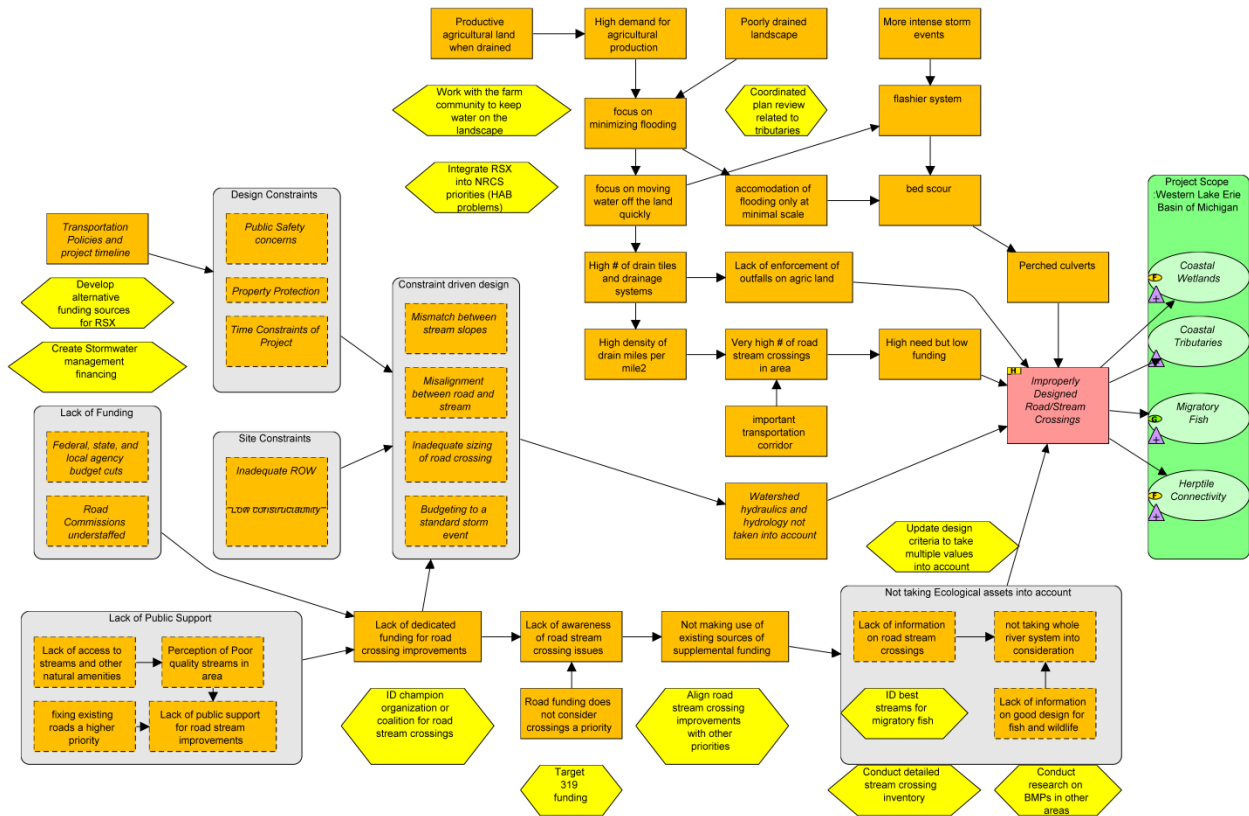 Productive
agricultural land
when drained
High demand for
agricultural
production
Poorly drained
landscape
More intense storm
events
Work with the farm
community to keep
water on the
landscape
focus on
minimizing flooding
Coordinated
plan review
related to
tributaries
flashier system
Integrate RSX
into NRCS
priorities (HAB
problems)
focus on moving
water off the land
quickly
accomodation of
flooding only at
minimal scale
bed scour
Project Scope
:Western Lake Erie
Basin of Michigan
Design Constraints
Transportation
Policies and
project timeline
Public Safety
concerns
Property Protection
Time Constraints of
Project
Develop
alternative
funding sources
for RSX
Create Stormwater
management
financing
Constraint driven design
Mismatch between
stream slopes
Misalignment
between road and
stream
Inadequate sizing
of road crossing
Budgeting to a
standard storm
event
High # of drain tiles
and drainage
systems
Lack of enforcement of
outfalls on agric land
Perched culverts
High density of
drain miles per
mile2
Very high # of road
stream crossings
in area
High need but low
funding
important
transportation
corridor
H
Improperly
Designed
Road/Stream
Crossings
Coastal
Wetlands
F
+
Coastal
Tributaries
Migratory
Fish
G
+
Herptile
Connectivity
F
+
Lack of Funding
Federal, state, and
local agency
budget cuts
Road
Commissions
understaffed
Site Constraints
Inadequate ROW
Low constructability
Watershed
hydraulics and
hydrology not
taken into account
Update design
criteria to take
multiple values
into account
Lack of Public Support
Lack of access to
streams and other
natural amenities
Perception of Poor
quality streams in
area
fixing existing
roads a higher
priority
Lack of public support
for road stream
improvements
Lack of dedicated
funding for road
crossing improvements
Lack of awareness
of road stream
crossing issues
Not making use of
existing sources of
supplemental funding
Not taking Ecological assets into account
Lack of information
on road stream
crossings
not taking whole
river system into
consideration
ID best
streams for
migratory fish
Lack of information
on good design for
fish and wildlife
ID champion
organization or
coalition for road
stream crossings
Road funding does
not consider
crossings a priority
Align road
stream crossing
improvements
with other
priorities
Target
319
funding
Conduct detailed
stream crossing
inventory
Conduct
research on
BMPs in other
areas